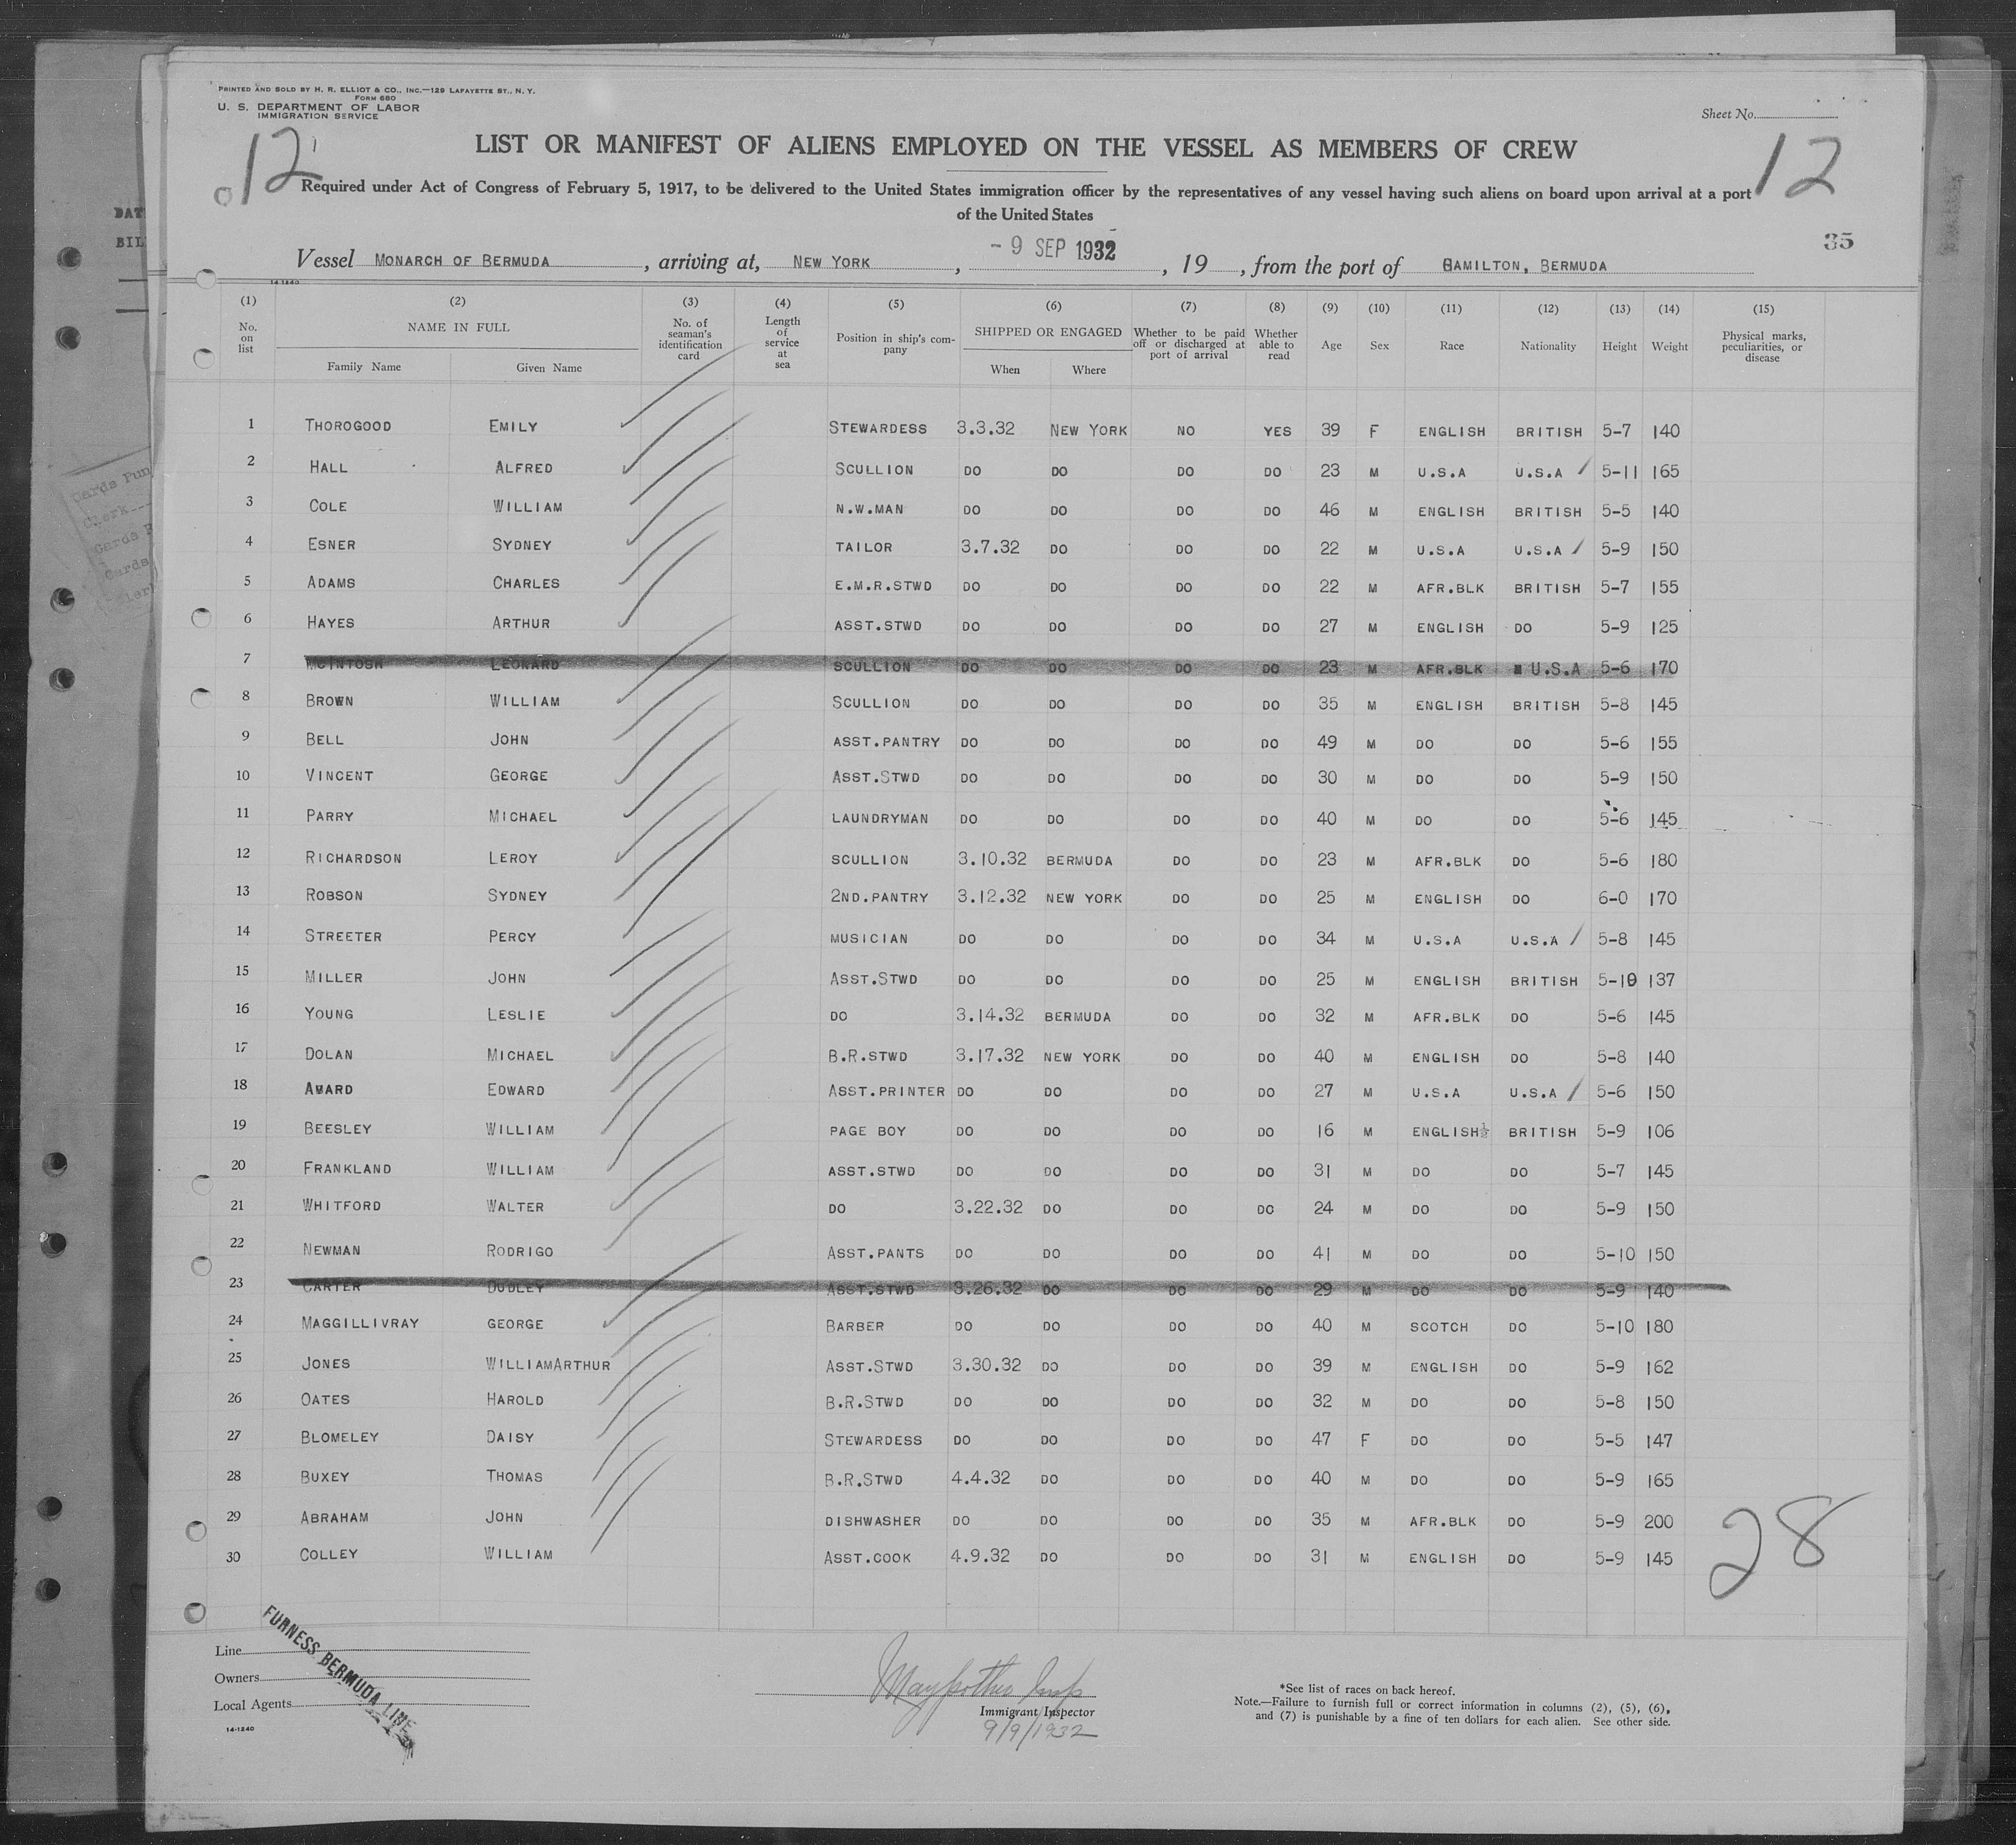 PRINTED AND SOLD BY H. R. ELLIOT & CO., INC.—129 LAFAYETTE ST., N. Y.
FORM 680
U. S. DEPARTMENT OF LABOR
IMMIGRATION SERVICE
Sheet No.
12
12
LIST OR MANIFEST OF ALIENS EMPLOYED ON THE VESSEL AS MEMBERS OF CREW
Required under Act of Congress of February 5, 1917, to be delivered to the United States immigration officer by the representatives of any vessel having such aliens on board upon arrival at a port
of the United States
35
Vessel MONARCH OF BERMUDA, arriving at, NEW YORK, - 9 SEP 1932, 19, from the port of HAMILTON, BERMUDA
14-1240
(1) (2) (3) (4) (5) (6) (7) (8) (9) (10) (11) (12) (13) (14) (15)
No. on list NAME IN FULL Family Name Given Name No. of seaman's identification card Length of service at sea Position in ship's company SHIPPED OR ENGAGED When Where Whether to be paid off or discharged at port of arrival Whether able to read Age Sex Race Nationality Height Weight Physical marks, peculiarities, or disease
1 THOROGOOD EMILY STEWARDESS 3.3.32 NEW YORK NO YES 39 F ENGLISH BRITISH 5-7 140
2 HALL ALFRED SCULLION DO DO DO DO 23 M U.S.A U.S.A 5-11 165
3 COLE WILLIAM N.W.MAN DO DO DO DO 46 M ENGLISH BRITISH 5-5 140
4 ESNER SYDNEY TAILOR 3.7.32 DO DO DO 22 M U.S.A U.S.A 5-9 150
5 ADAMS CHARLES E.M.R.STWD DO DO DO DO 22 M AFR.BLK BRITISH 5-7 155
6 HAYES ARTHUR ASST.STWD DO DO DO DO 27 M ENGLISH DO 5-9 125
7 MCINTOSH LEONARD SCULLION DO DO DO DO 23 M AFR.BLK U.S.A 5-6 170
8 BROWN WILLIAM SCULLION DO DO DO DO 35 M ENGLISH BRITISH 5-8 145
9 BELL JOHN ASST.PANTRY DO DO DO DO 49 M DO DO 5-6 155
10 VINCENT GEORGE ASST.STWD DO DO DO DO 30 M DO DO 5-9 150
11 PARRY MICHAEL LAUNDRYMAN DO DO DO DO 40 M DO DO 5-6 145
12 RICHARDSON LEROY SCULLION 3.10.32 BERMUDA DO DO 23 M AFR.BLK DO 5-6 180
13 ROBSON SYDNEY 2ND.PANTRY 3.12.32 NEW YORK DO DO 25 M ENGLISH DO 6-0 170
14 STREETER PERCY MUSICIAN DO DO DO DO 34 M U.S.A U.S.A 5-8 145
15 MILLER JOHN ASST.STWD DO DO DO DO 25 M ENGLISH BRITISH 5-10 137
16 YOUNG LESLIE DO 3.14.32 BERMUDA DO DO 32 M AFR.BLK DO 5-6 145
17 DOLAN MICHAEL B.R.STWD 3.17.32 NEW YORK DO DO 40 M ENGLISH DO 5-8 140
18 AWARD EDWARD ASST.PRINTER DO DO DO DO 27 M U.S.A U.S.A 5-6 150
19 BEESLEY WILLIAM PAGE BOY DO DO DO DO 16 M ENGLISH½ BRITISH 5-9 106
20 FRANKLAND WILLIAM ASST.STWD DO DO DO DO 31 M DO DO 5-7 145
21 WHITFORD WALTER DO 3.22.32 DO DO DO 24 M DO DO 5-9 150
22 NEWMAN RODRIGO ASST.PANTS DO DO DO DO 41 M DO DO 5-10 150
23 CARTER DUDLEY ASST.STWD 3.26.32 DO DO DO 29 M DO DO 5-9 140
24 MAGGILLIVRAY GEORGE BARBER DO DO DO DO 40 M SCOTCH DO 5-10 180
25 JONES WILLIAMARTHUR ASST.STWD 3.30.32 DO DO DO 39 M ENGLISH DO 5-9 162
26 OATES HAROLD B.R.STWD DO DO DO DO 32 M DO DO 5-8 150
27 BLOMELEY DAISY STEWARDESS DO DO DO DO 47 F DO DO 5-5 147
28 BUXEY THOMAS B.R.STWD 4.4.32 DO DO DO 40 M DO DO 5-9 165
29 ABRAHAM JOHN DISHWASHER DO DO DO DO 35 M AFR.BLK DO 5-9 200
30 COLLEY WILLIAM ASST.COOK 4.9.32 DO DO DO 31 M ENGLISH DO 5-9 145
28
Line
Owners
Local Agents
FURNESS BERMUDA LINE
14-1240
Immigrant Inspector
9/9/1932
*See list of races on back hereof.
Note.—Failure to furnish full or correct information in columns (2), (5), (6),
and (7) is punishable by a fine of ten dollars for each alien. See other side.